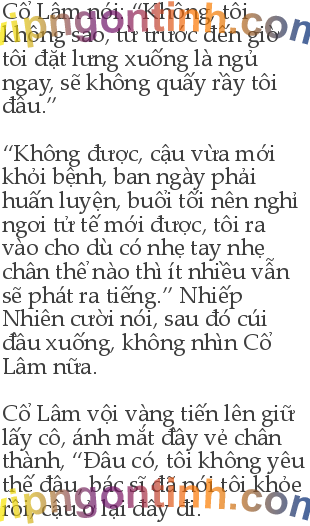 Cổ Lâm nói: “Không, tôi
không sao, từ trước đến giờ
tôi đặt lưng xuống là ngủ
ngay, sẽ không quấy rầy tôi
đâu.”
“Không được, cậu vừa mới
khỏi bệnh, ban ngày phải
huấn luyện, buổi tối nên nghỉ
ngơi tử tế mới được, tôi ra
vào cho dù có nhẹ tay nhẹ
chân thể nào thì ít nhiều vẫn
sẽ phát ra tiếng.” Nhiếp
Nhiên cười nói, sau đó cúi
đầu xuống, không nhìn Cổ
Lâm nữa.
Cổ Lâm vội vàng tiến lên giữ
lấy cô, ánh mắt đầy vẻ chân
thành, “Đâu có, tôi không yêu
thế đâu, bác sĩ đã nói tôi khỏe
rồi, cậu ở lại đây đi.
vipngontinh.com
vipngontinh.com